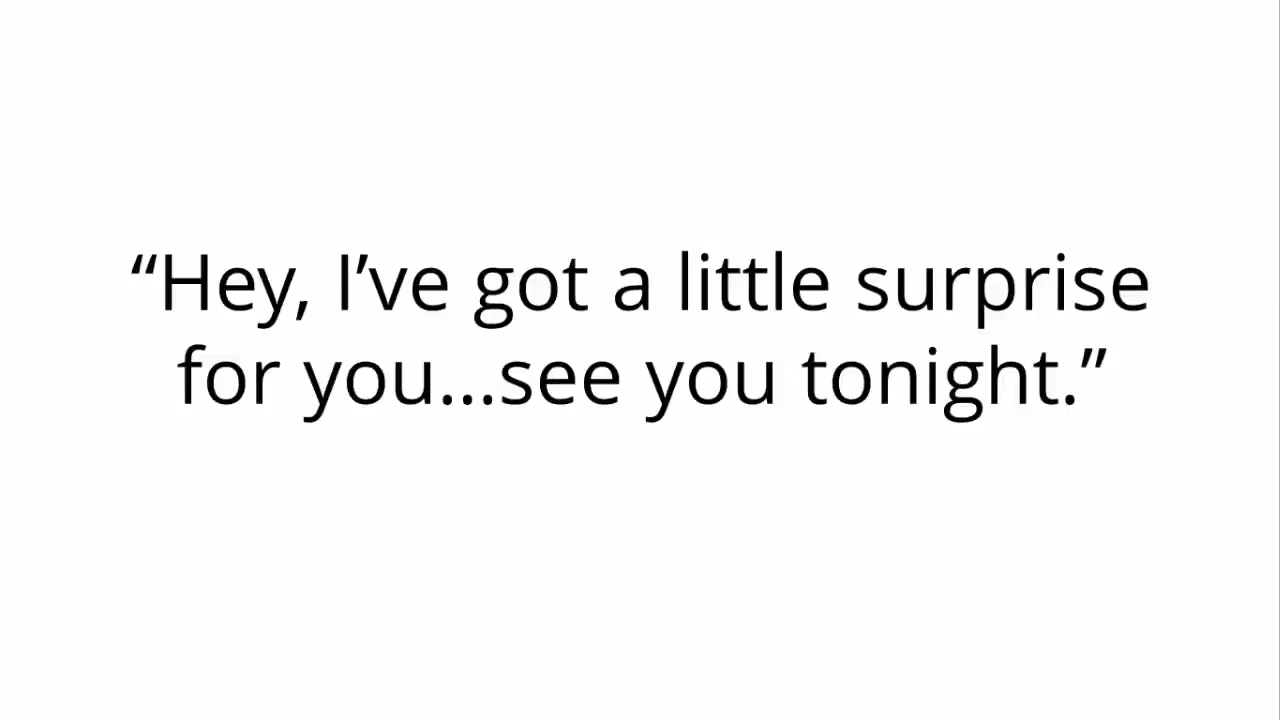 “Hey, I’ve got a little surprise
for you...see you tonight.”